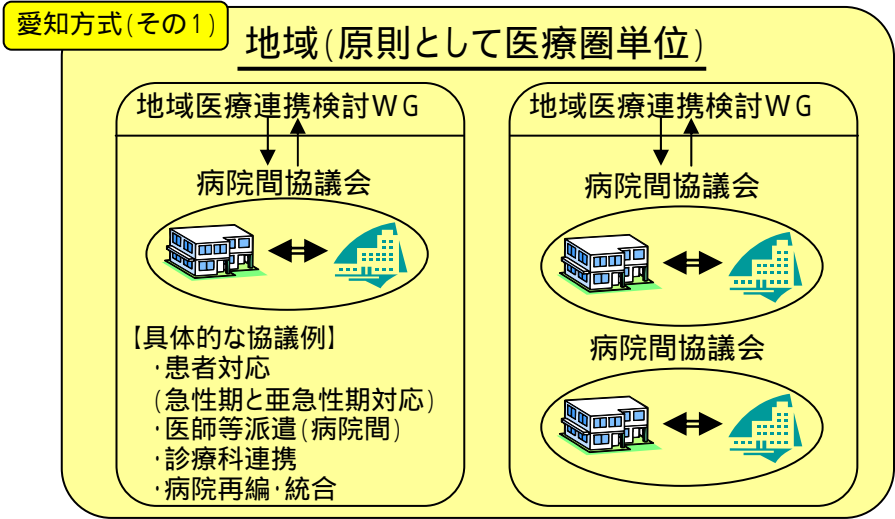 愛知方式(その1)
地域(原則として医療圏単位)
地域医療連携検討WG
病院間協議会
【具体的な協議例】
・患者対応
(急性期と亜急性期対応)
・医師等派遣(病院間)
・診療科連携
・病院再編・統合
地域医療連携検討WG
病院間協議会
病院間協議会